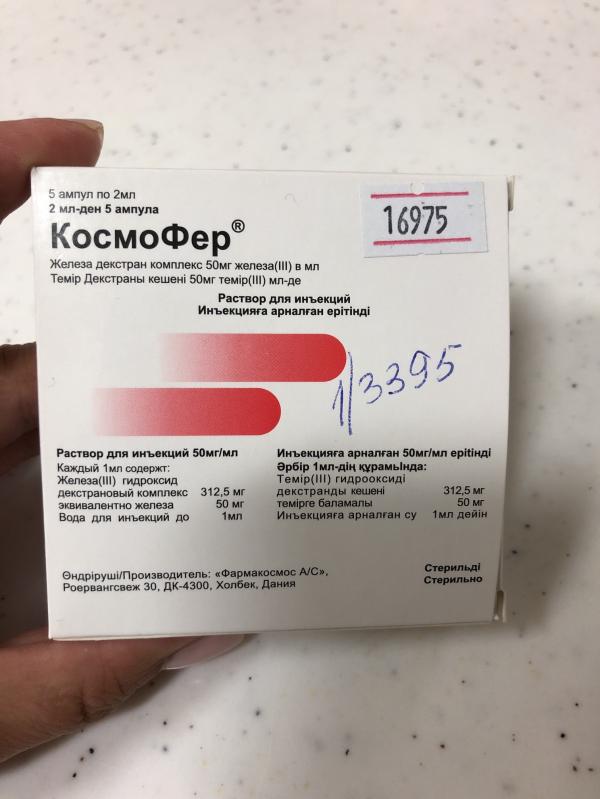 5 ампул по 2мл
2 мл-ден 5 ампула
КосмоФер®
16975
Железа декстран комплекс 50мг железа(III) в мл
Темір Декстраны кешені 50мг темір(III) мл-де
Раствор для инъекций
Инъекцияға арналған ерітінді
1/3395
Раствор для инъекций 50мг/мл
Каждый 1мл содержт:
Железа(III) гидроксид
декстрановый комплекс 312,5 мг
эквивалентно железа 50 мг
Вода для инъекций до 1мл
Инъекцияға арналған 50мг/мл ерітінді
Әрбір 1мл-дің құрамында:
Темір(III) гидрооксиді
декстранды кешені 312,5 мг
темірге баламалы 50 мг
Инъекцияға арналған су 1мл дейін
Өндіруші/Производитель: «Фармакосмос А/С»,
Роервангсвеж 30, ДК-4300, Холбек, Дания
Стерильді
Стерильно